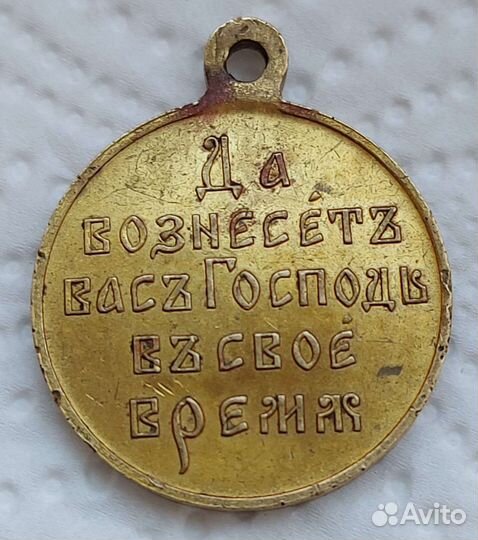 Да
вознесетъ
васъ Господь
въ свое
время
Avito